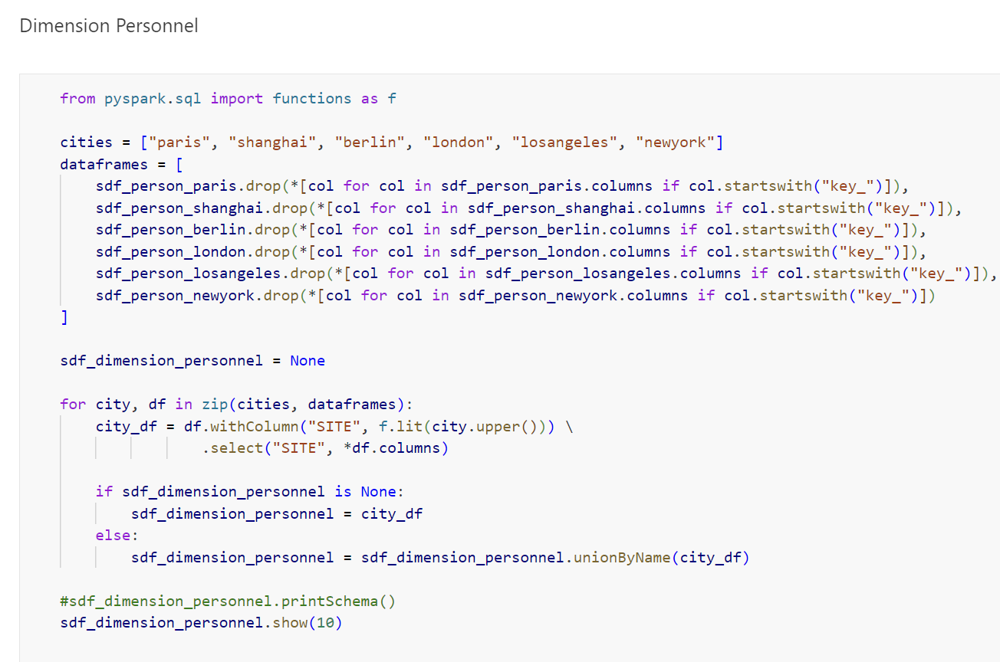 Dimension Personnel
from pyspark.sql import functions as f
cities = ["paris", "shanghai", "berlin", "london", "losangeles", "newyork"]
dataframes = [
    sdf_person_paris.drop(*[col for col in sdf_person_paris.columns if col.startswith("key_")]),
    sdf_person_shanghai.drop(*[col for col in sdf_person_shanghai.columns if col.startswith("key_")]),
    sdf_person_berlin.drop(*[col for col in sdf_person_berlin.columns if col.startswith("key_")]),
    sdf_person_london.drop(*[col for col in sdf_person_london.columns if col.startswith("key_")]),
    sdf_person_losangeles.drop(*[col for col in sdf_person_losangeles.columns if col.startswith("key_")]),
    sdf_person_newyork.drop(*[col for col in sdf_person_newyork.columns if col.startswith("key_")])
]
sdf_dimension_personnel = None
for city, df in zip(cities, dataframes):
    city_df = df.withColumn("SITE", f.lit(city.upper())) \
                .select("SITE", *df.columns)
    if sdf_dimension_personnel is None:
        sdf_dimension_personnel = city_df
    else:
        sdf_dimension_personnel = sdf_dimension_personnel.unionByName(city_df)
#sdf_dimension_personnel.printSchema()
sdf_dimension_personnel.show(10)